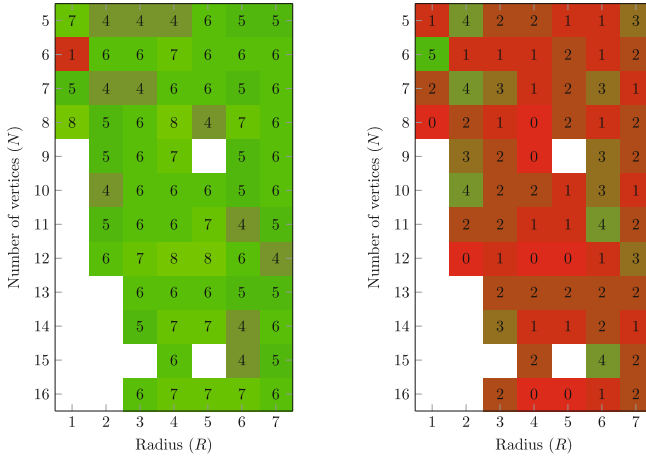 Number of vertices (N)
5 7 4 4 4 6 5 5
6 1 6 6 7 6 6 6
7 5 4 4 6 6 5 6
8 8 5 6 8 4 7 6
9 5 6 7 5 6
10 4 6 6 6 5 6
11 5 6 6 7 4 5
12 6 7 8 8 6 4
13 6 6 6 5 5
14 5 7 7 4 6
15 6 4 5
16 6 7 7 7 6
1 2 3 4 5 6 7
Radius (R)
Number of vertices (N)
5 1 4 2 2 1 1 3
6 5 1 1 1 2 1 2
7 2 4 3 1 2 3 1
8 0 2 1 0 2 1 2
9 3 2 0 3 2
10 4 2 2 1 3 1
11 2 2 1 1 4 2
12 0 1 0 0 1 3
13 2 2 2 2 2
14 3 1 1 2 1
15 2 4 2
16 2 0 0 1 2
1 2 3 4 5 6 7
Radius (R)